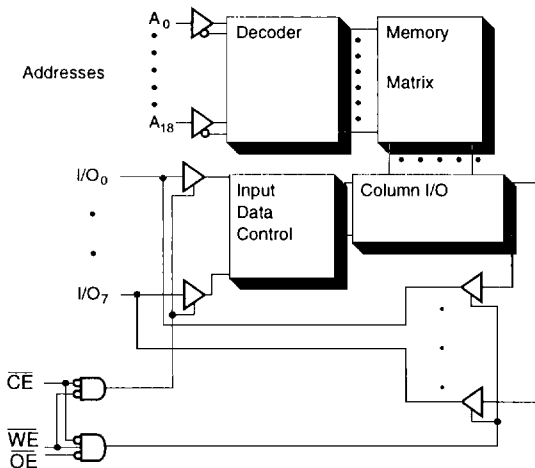 A0
Decoder
Memory
Matrix
Addresses
A18
I/O0
Input
Data
Control
Column I/O
I/O7
CE
WE
OE